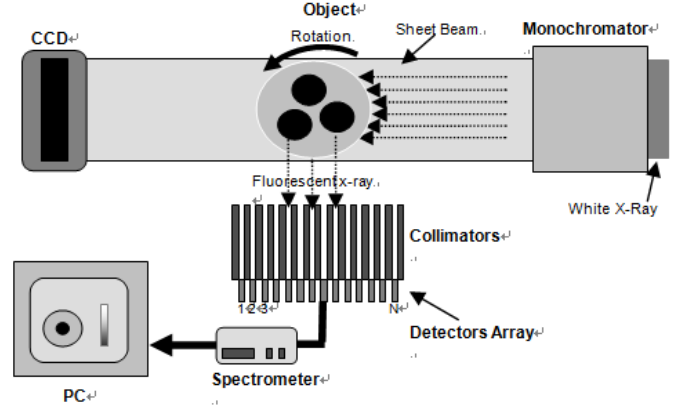 Object
CCD
Rotation.
Sheet Beam.
Monochromator
Fluorescent x-ray.
White X-Ray
Collimators
1 2 3 N
Detectors Array
Spectrometer
PC